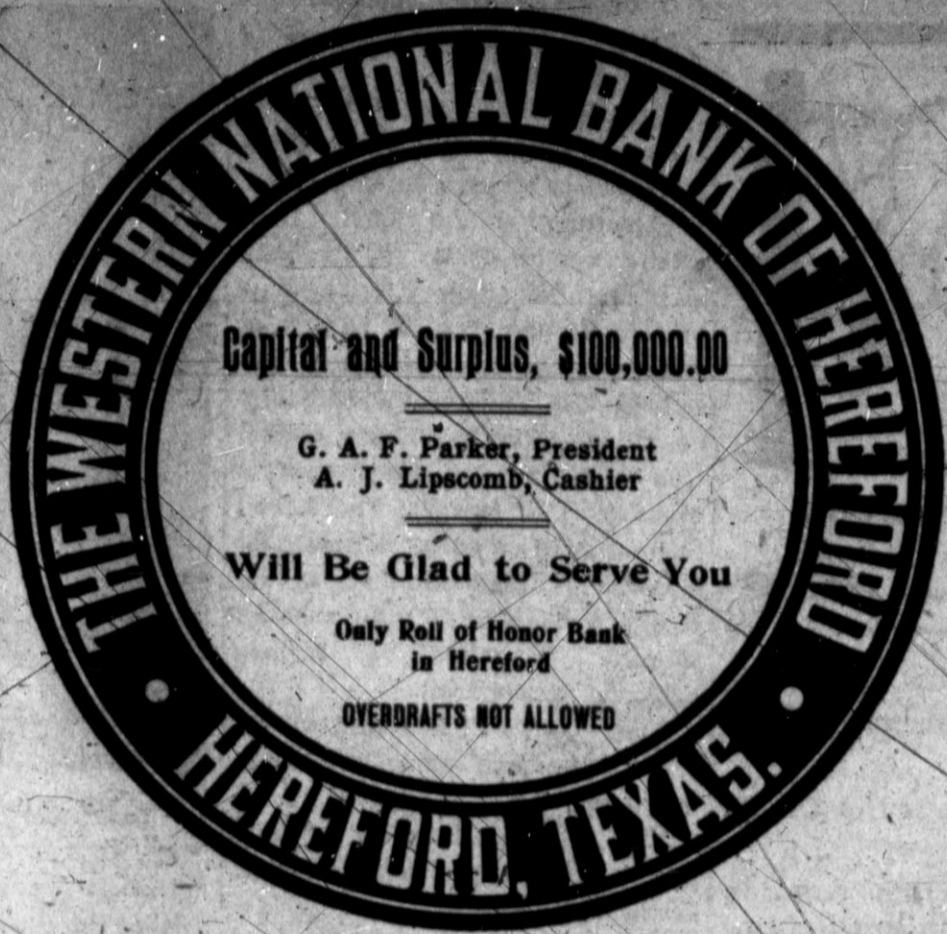 THE WESTERN NATIONAL BANK OF HEREFORD
Capital and Surplus, $100,000.00
G. A. F. Parker, President
A. J. Lipscomb, Cashier
Will Be Glad to Serve You
Only Roll of Honor Bank
in Hereford
OVERDRAFTS NOT ALLOWED
HEREFORD, TEXAS.